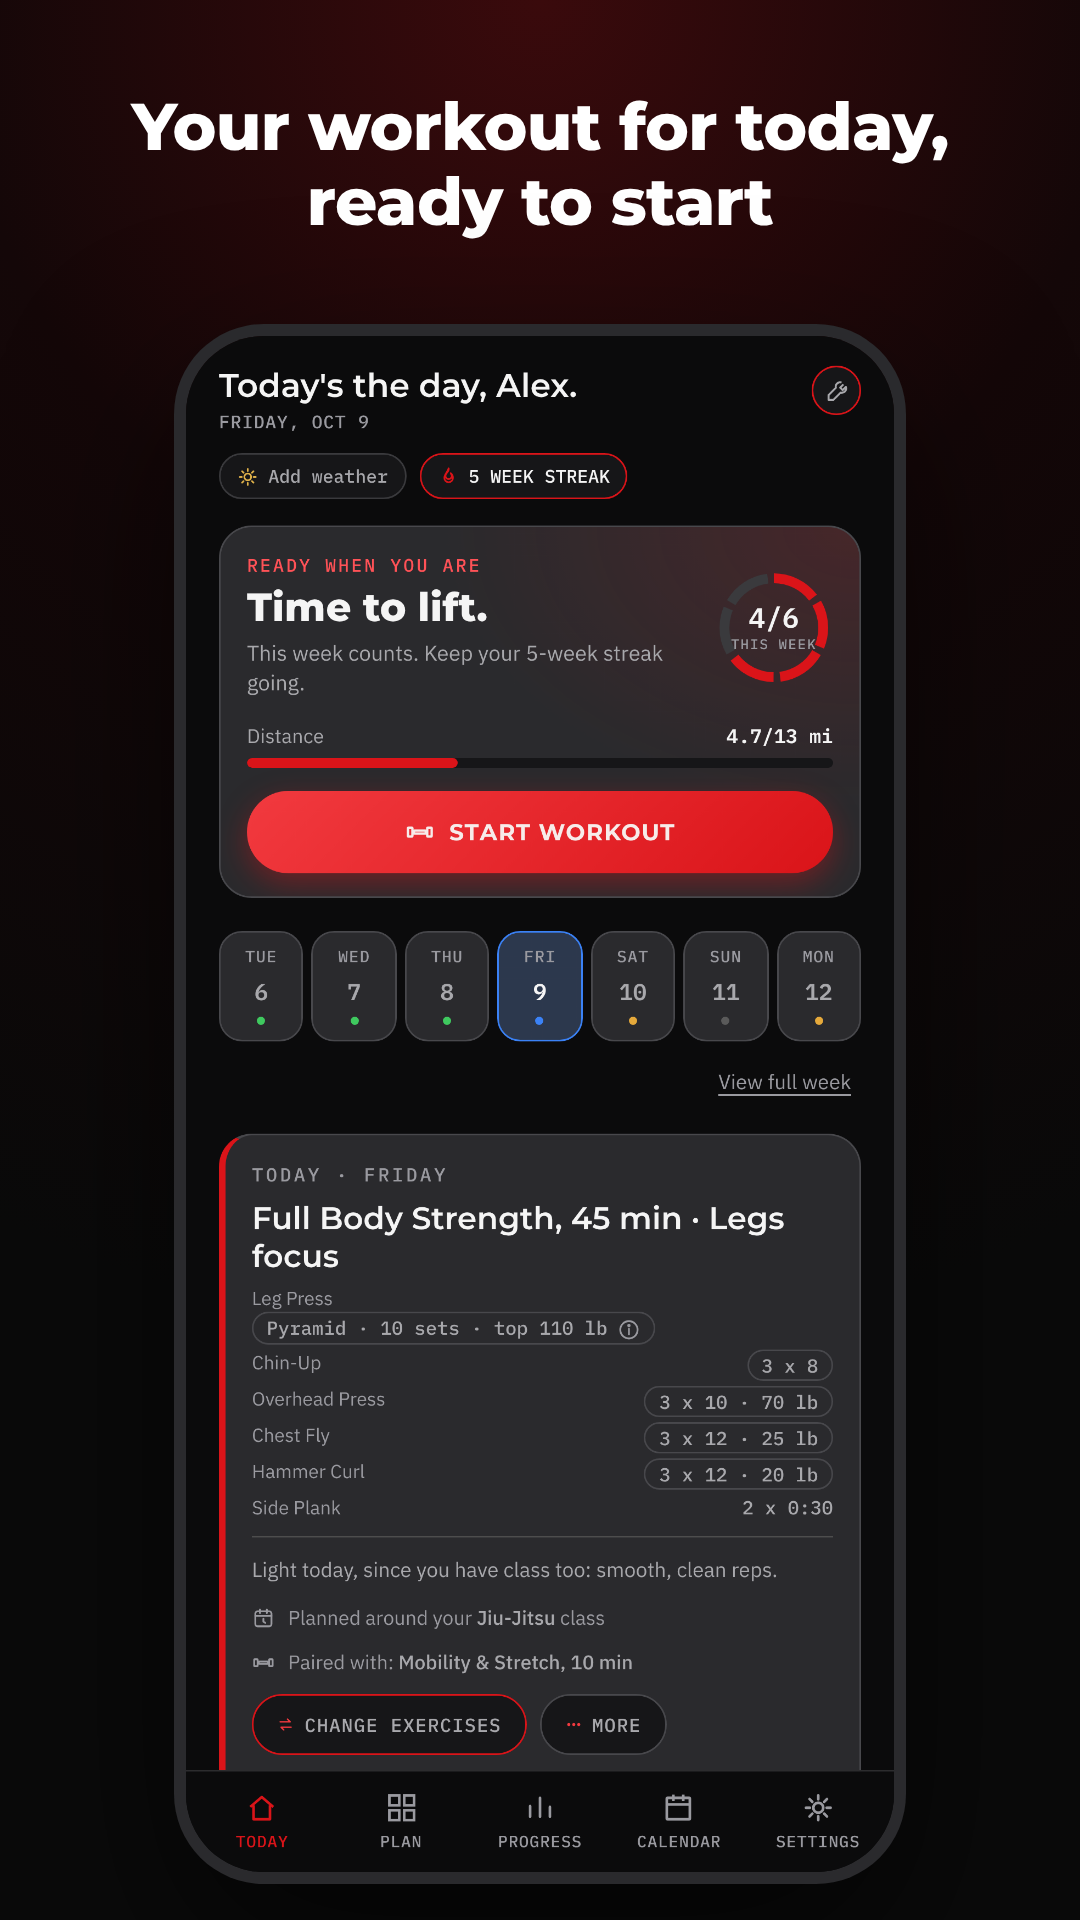 Your workout for today,
ready to start
Today's the day, Alex.
FRIDAY, OCT 9
Add weather
5 WEEK STREAK
READY WHEN YOU ARE
Time to lift.
This week counts. Keep your 5-week streak
going.
4/6
THIS WEEK
Distance
4.7/13 mi
START WORKOUT
TUE WED THU FRI SAT SUN MON
6 7 8 9 10 11 12
View full week
TODAY · FRIDAY
Full Body Strength, 45 min · Legs
focus
Leg Press
Pyramid · 10 sets · top 110 lb
Chin-Up 3 x 8
Overhead Press 3 x 10 · 70 lb
Chest Fly 3 x 12 · 25 lb
Hammer Curl 3 x 12 · 20 lb
Side Plank 2 x 0:30
Light today, since you have class too: smooth, clean reps.
Planned around your Jiu-Jitsu class
Paired with: Mobility & Stretch, 10 min
CHANGE EXERCISES
MORE
TODAY PLAN PROGRESS CALENDAR SETTINGS